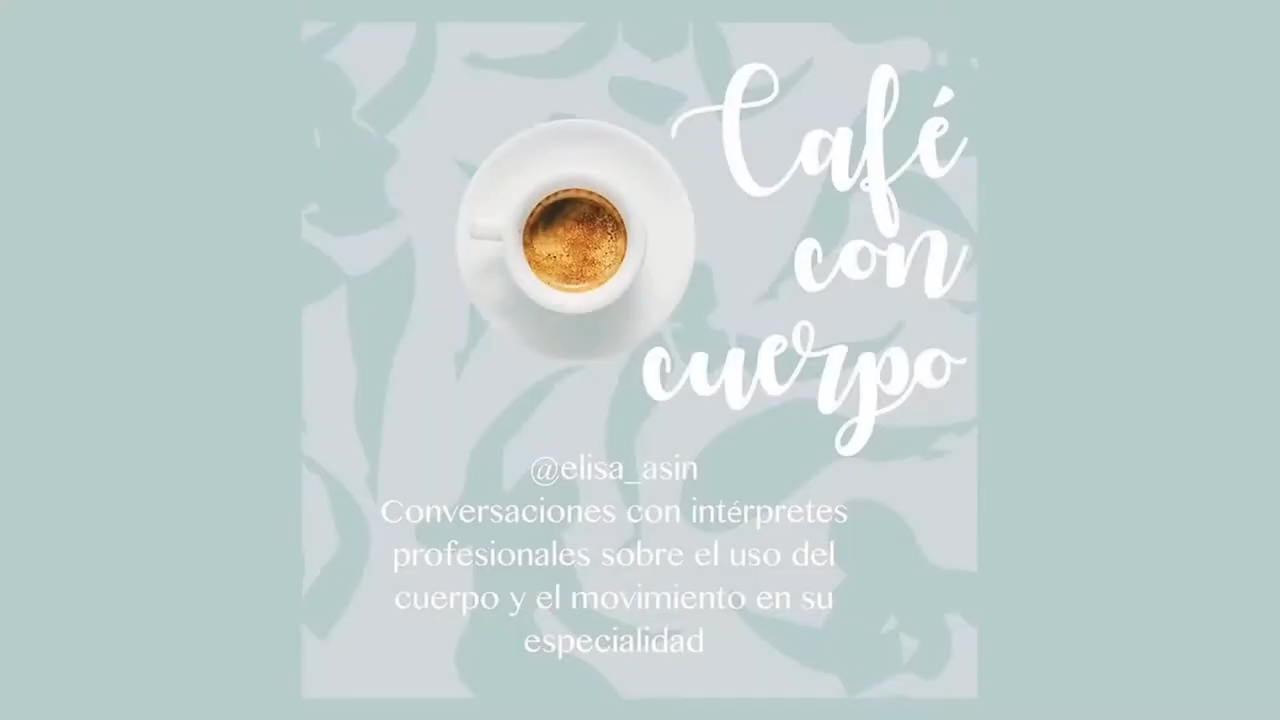 Café
con
cuerpo
@elisa_asin
Conversaciones con intérpretes
profesionales sobre el uso del
cuerpo y el movimiento en su
especialidad